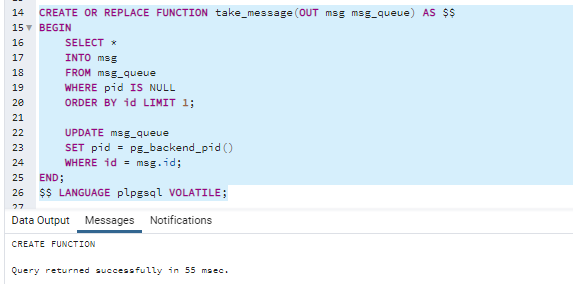 14 CREATE OR REPLACE FUNCTION take_message(OUT msg msg_queue) AS $$
15 BEGIN
16 SELECT *
17 INTO msg
18 FROM msg_queue
19 WHERE pid IS NULL
20 ORDER BY id LIMIT 1;
21
22 UPDATE msg_queue
23 SET pid = pg_backend_pid()
24 WHERE id = msg.id;
25 END;
26 $$ LANGUAGE plpgsql VOLATILE;
27
Data Output Messages Notifications
CREATE FUNCTION
Query returned successfully in 55 msec.